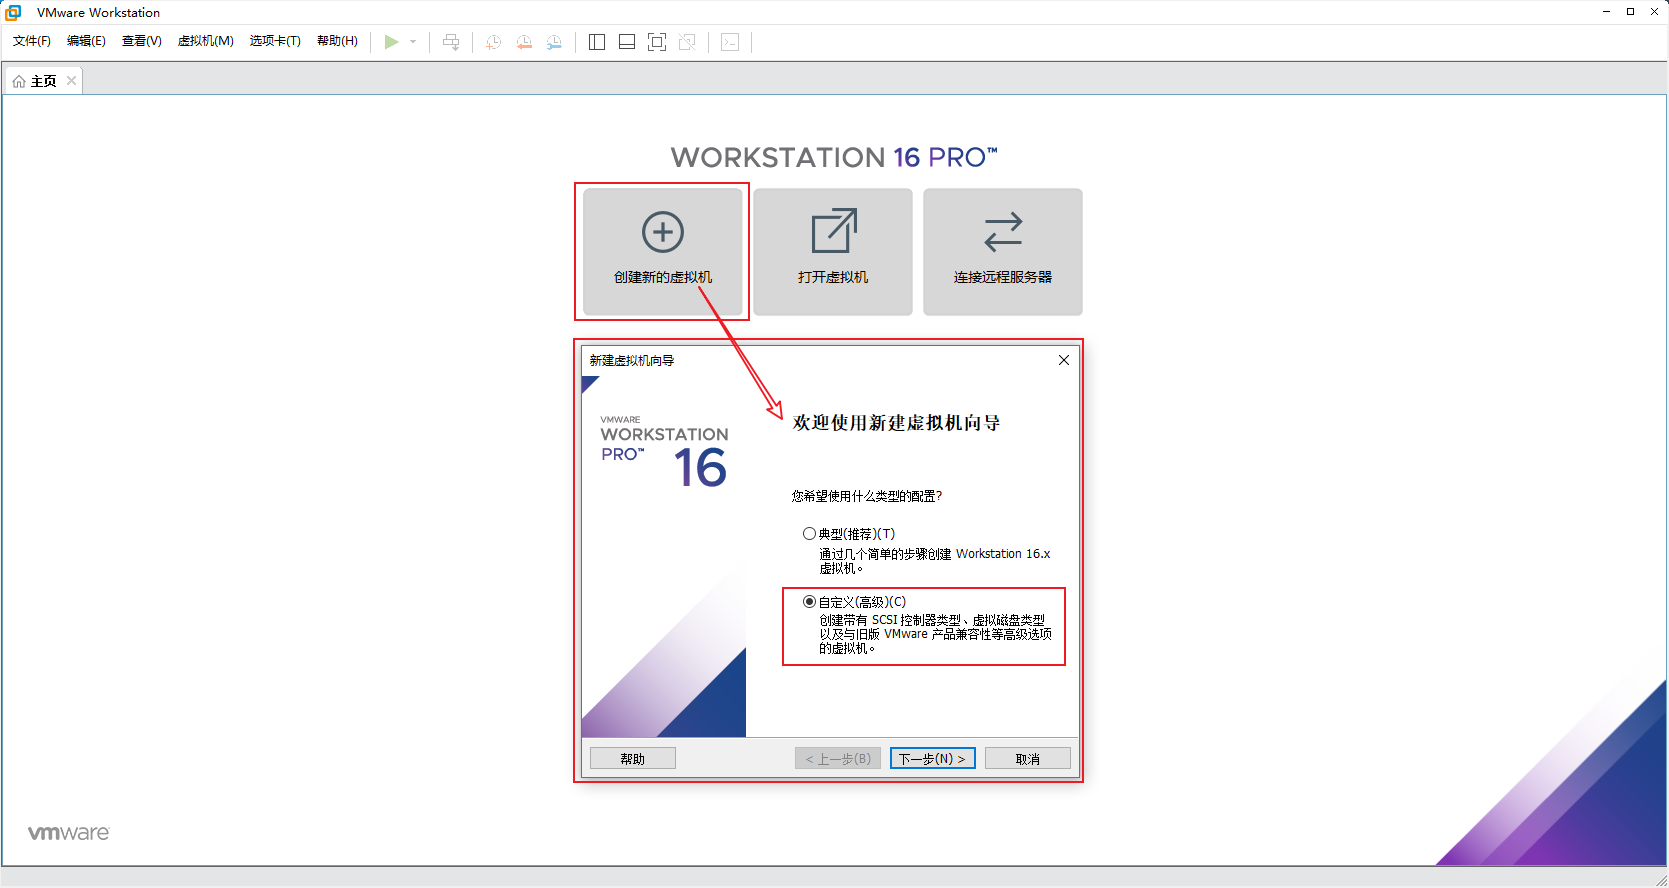 VMware Workstation
文件(F) 编辑(E) 查看(V) 虚拟机(M) 选项卡(T) 帮助(H)
主页
WORKSTATION 16 PRO™
创建新的虚拟机
打开虚拟机
连接远程服务器
新建虚拟机向导
VMWARE
WORKSTATION
PRO™ 16
欢迎使用新建虚拟机向导
您希望使用什么类型的配置?
典型(推荐)(T)
通过几个简单的步骤创建 Workstation 16.x
虚拟机。
自定义(高级)(C)
创建带有 SCSI 控制器类型、虚拟磁盘类型
以及与旧版 VMware 产品兼容性等高级选项
的虚拟机。
帮助
< 上一步(B)
下一步(N) >
取消
vmware